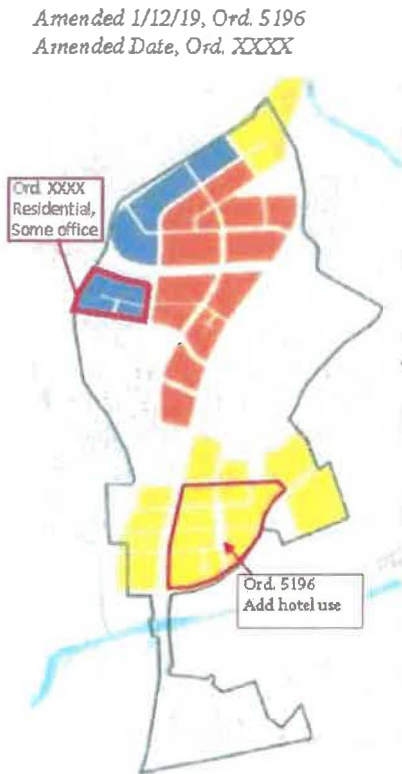 Amended 1/12/19, Ord. 5196
Amended Date, Ord. XXXX
Ord. XXXX
Residential,
Some office
Ord. 5196
Add hotel use